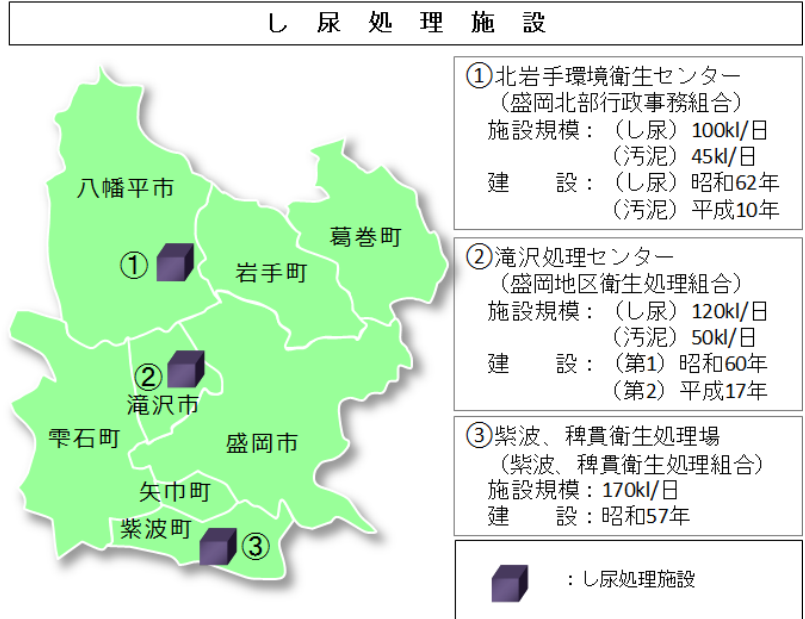 し尿処理施設
①北岩手環境衛生センター
（盛岡北部行政事務組合）
施設規模：（し尿）100kl/日
（汚泥）45kl/日
建　　設：（し尿）昭和62年
（汚泥）平成10年
②滝沢処理センター
（盛岡地区衛生処理組合）
施設規模：（し尿）120kl/日
（汚泥）50kl/日
建　　設：（第1）昭和60年
（第2）平成17年
③紫波、稗貫衛生処理場
（紫波、稗貫衛生処理組合）
施設規模：170kl/日
建　　設：昭和57年
：し尿処理施設
八幡平市
葛巻町
①
岩手町
②
滝沢市
雫石町
盛岡市
矢巾町
紫波町
③